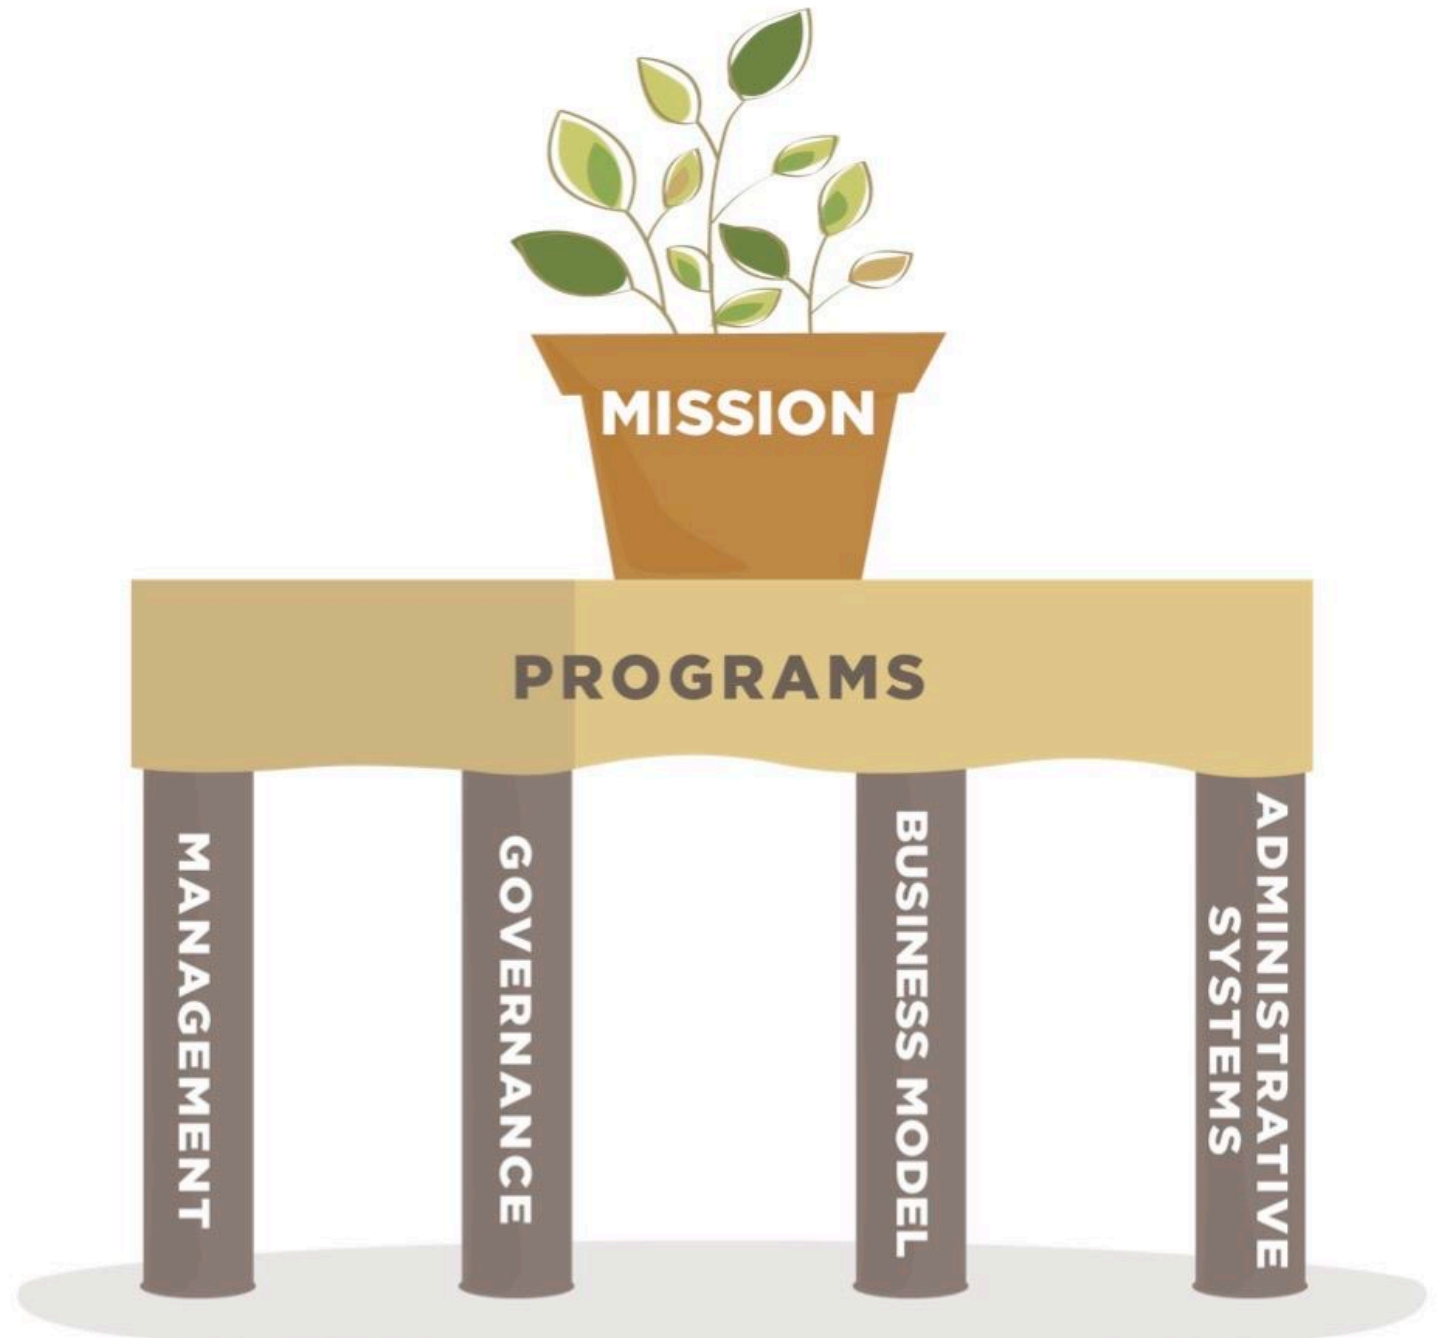 MISSION
PROGRAMS
MANAGEMENT
GOVERNANCE
BUSINESS MODEL
ADMINISTRATIVE
SYSTEMS